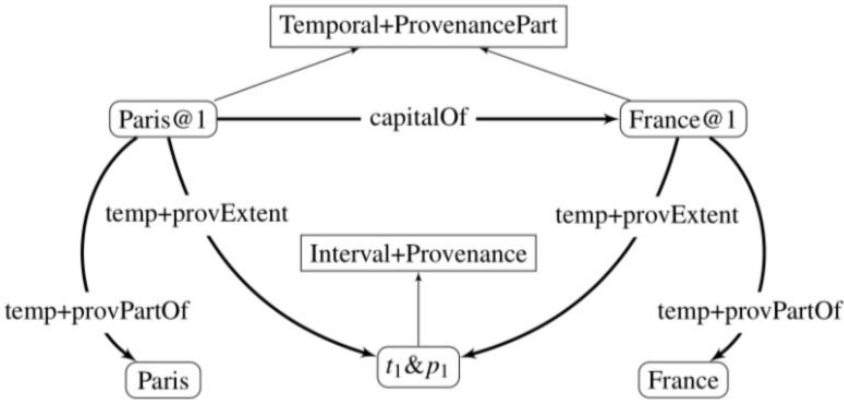 Temporal+ProvenancePart
Paris@1
capitalOf
France@1
temp+provExtent
temp+provExtent
Interval+Provenance
temp+provPartOf
temp+provPartOf
t₁&p₁
Paris
France